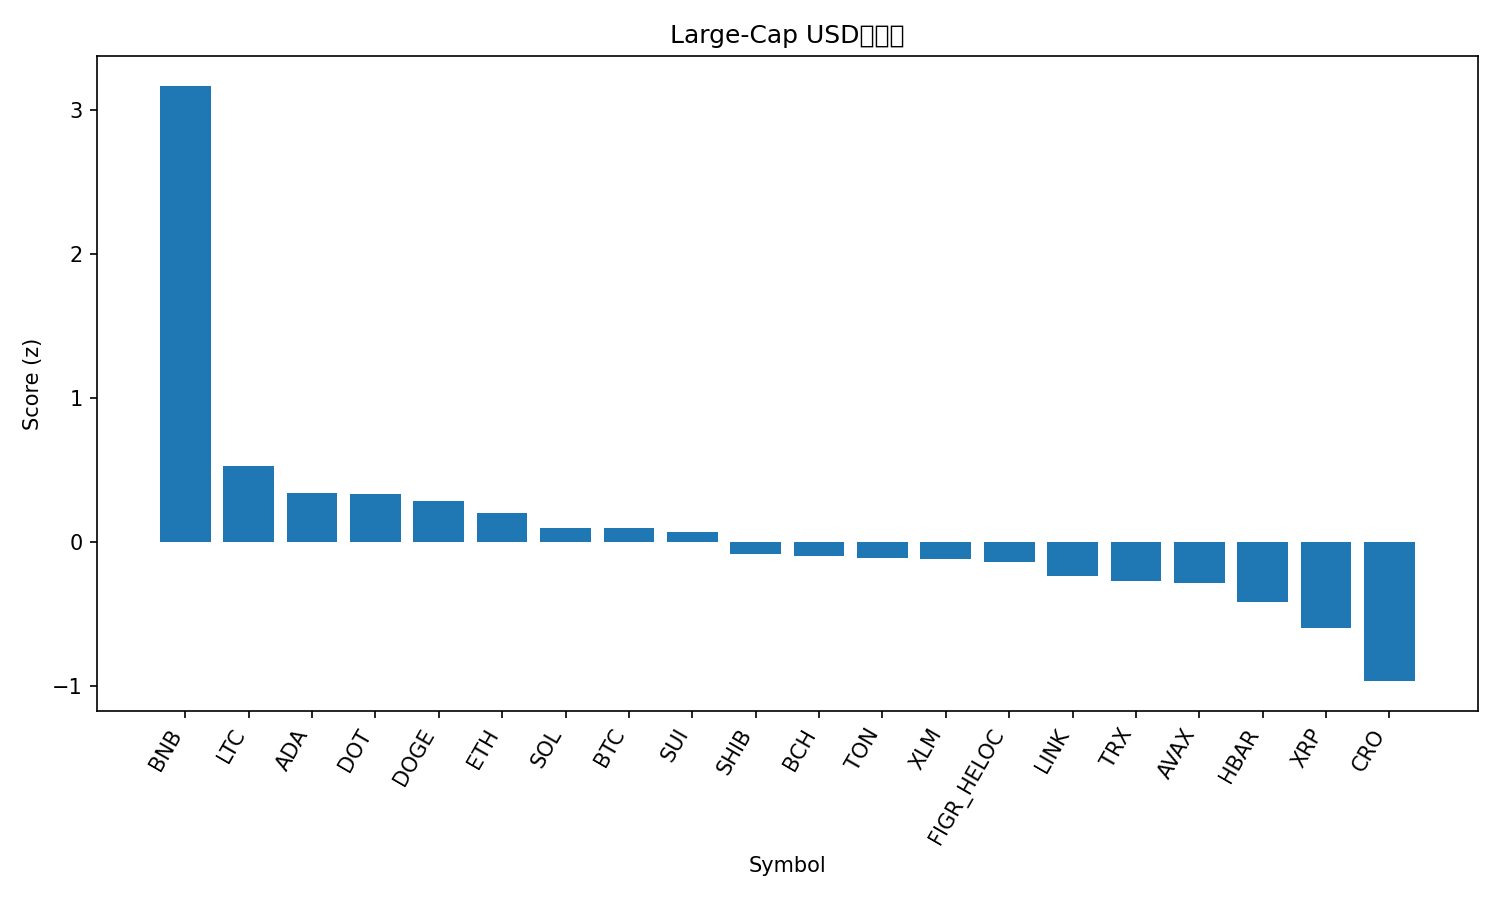 Large-Cap USD
Score (z)
3
2
1
0
−1
BNB
LTC
ADA
DOT
DOGE
ETH
SOL
BTC
SUI
SHIB
BCH
TON
XLM
FIGR_HELOC
LINK
TRX
AVAX
HBAR
XRP
CRO
Symbol